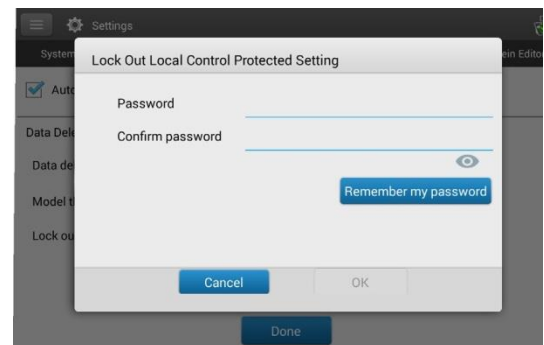 Settings
System
ein Edito
Lock Out Local Control Protected Setting
Auto
Password
Confirm password
Data Dele
Data de
Remember my password
Model t
Lock ou
Cancel OK
Done